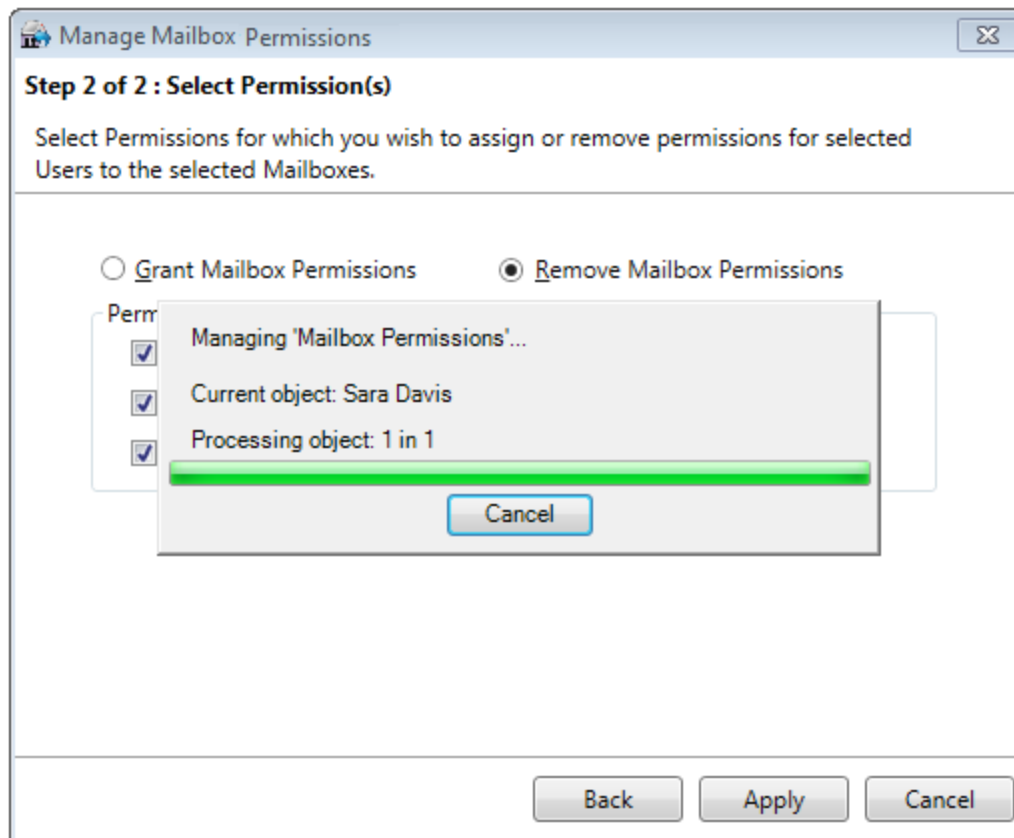 Manage Mailbox Permissions
Step 2 of 2 : Select Permission(s)
Select Permissions for which you wish to assign or remove permissions for selected
Users to the selected Mailboxes.
Grant Mailbox Permissions
Remove Mailbox Permissions
Perm
Managing 'Mailbox Permissions'...
Current object: Sara Davis
Processing object: 1 in 1
Cancel
Back
Apply
Cancel